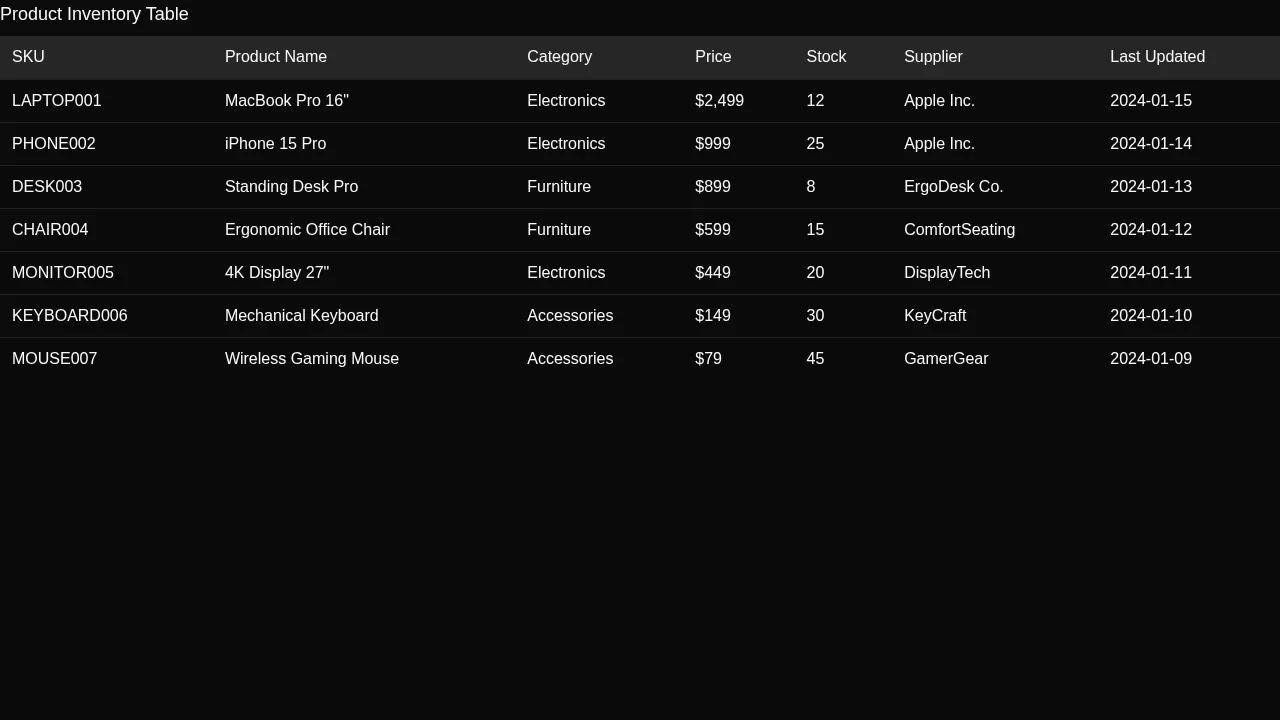 Product Inventory Table
SKU Product Name Category Price Stock Supplier Last Updated
LAPTOP001 MacBook Pro 16" Electronics $2,499 12 Apple Inc. 2024-01-15
PHONE002 iPhone 15 Pro Electronics $999 25 Apple Inc. 2024-01-14
DESK003 Standing Desk Pro Furniture $899 8 ErgoDesk Co. 2024-01-13
CHAIR004 Ergonomic Office Chair Furniture $599 15 ComfortSeating 2024-01-12
MONITOR005 4K Display 27" Electronics $449 20 DisplayTech 2024-01-11
KEYBOARD006 Mechanical Keyboard Accessories $149 30 KeyCraft 2024-01-10
MOUSE007 Wireless Gaming Mouse Accessories $79 45 GamerGear 2024-01-09